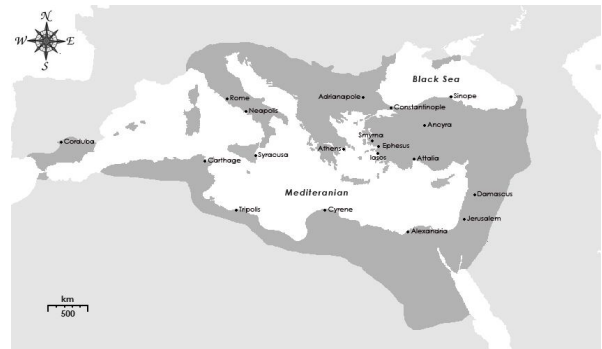 N
W E
S
Black Sea
Sinope
Adrianapole
Constantinople
Rome
Neapolis
Ancyra
Smyrna
Ephesus
Athens
Iasos
Attalia
Coraluba
Carthage
Syracusa
Mediteranian
Damascus
Tripolis
Cyrene
Jerusalem
Alexandria
km
500